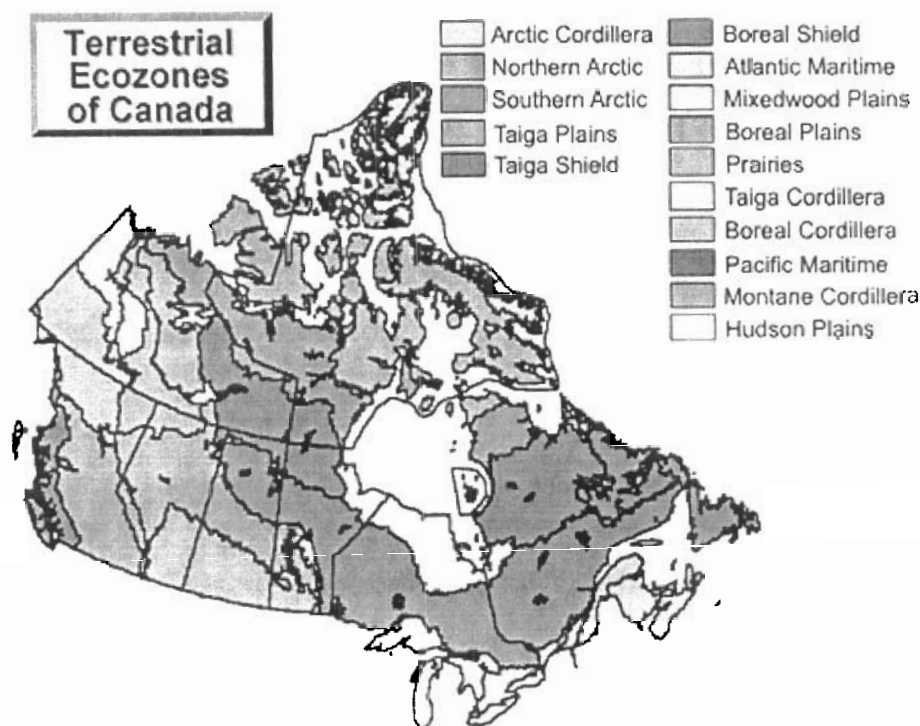 Terrestrial
Ecozones
of Canada
Arctic Cordillera
Northern Arctic
Southern Arctic
Taiga Plains
Taiga Shield
Boreal Shield
Atlantic Maritime
Mixedwood Plains
Boreal Plains
Prairies
Taiga Cordillera
Boreal Cordillera
Pacific Maritime
Montane Cordillera
Hudson Plains